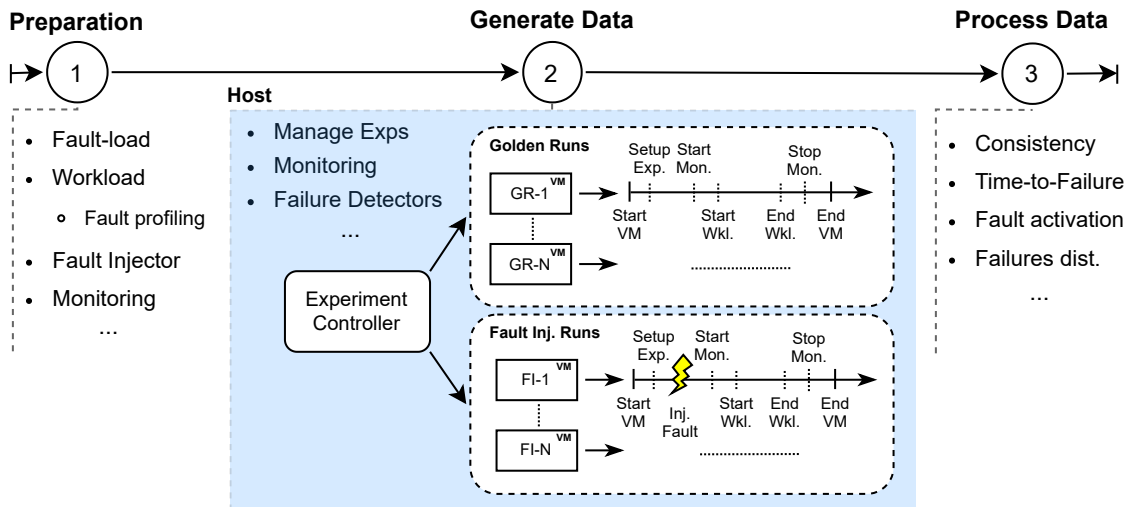 Preparation
Generate Data
Process Data
1
2
3
Fault-load
Workload
Fault profiling
Fault Injector
Monitoring
...
Host
Manage Exps
Monitoring
Failure Detectors
...
Experiment
Controller
Golden Runs
GR-1 VM
GR-N VM
Setup
Exp.
Start
Mon.
Stop
Mon.
Start
VM
Start
Wkl.
End
Wkl.
End
VM
Fault Inj. Runs
FI-1 VM
FI-N VM
Setup
Exp.
Start
Mon.
Stop
Mon.
Start
VM
Inj.
Fault
Start
Wkl.
End
Wkl.
End
VM
Consistency
Time-to-Failure
Fault activation
Failures dist.
...